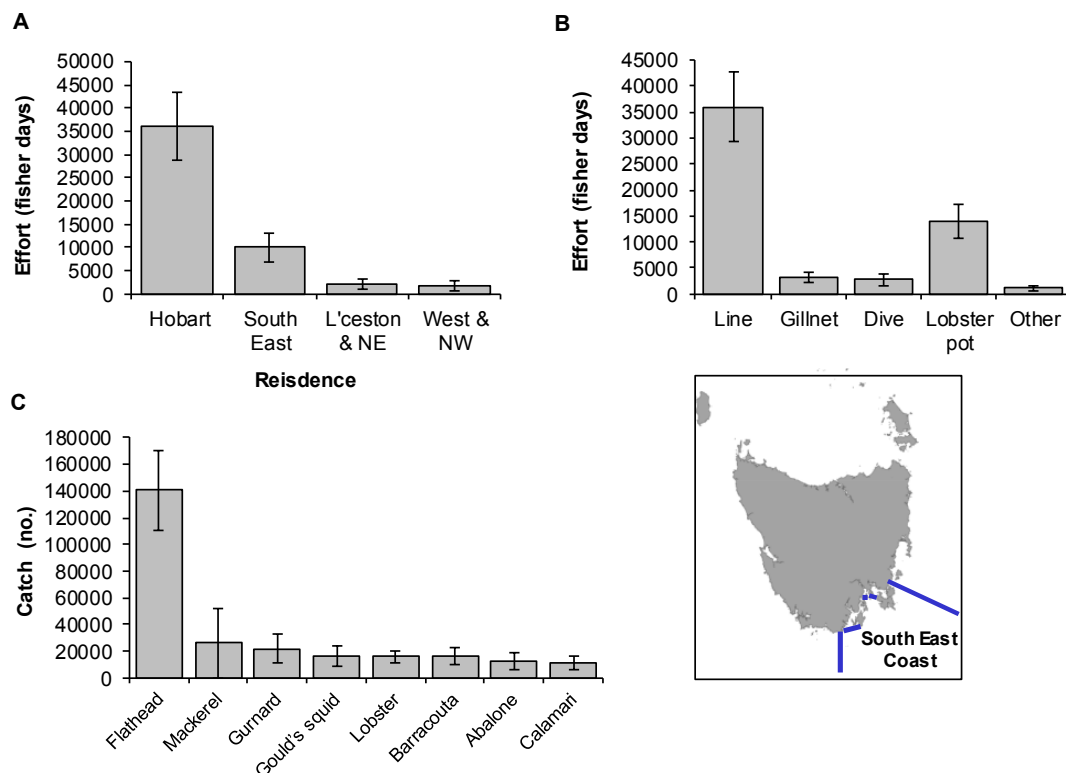 A
Effort (fisher days)
50000
45000
40000
35000
30000
25000
20000
15000
10000
5000
0
Hobart
South
East
L'ceston
& NE
West &
NW
Reisdence
B
Effort (fisher days)
45000
40000
35000
30000
25000
20000
15000
10000
5000
0
Line
Gillnet
Dive
Lobster
pot
Other
C
Catch (no.)
180000
160000
140000
120000
100000
80000
60000
40000
20000
0
Flathead
Mackerel
Gurnard
Gould's squid
Lobster
Barracouta
Abalone
Calamari
South East
Coast